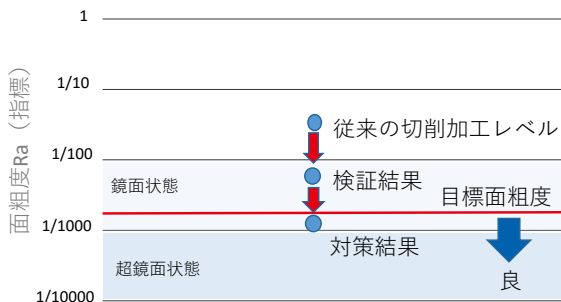 面粗度Ra（指標）
1
1/10
従来の切削加工レベル
1/100
鏡面状態
検証結果
目標面粗度
1/1000
対策結果
超鏡面状態
良
1/10000